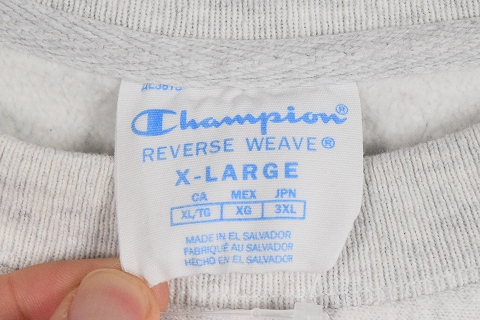 Champion®
REVERSE WEAVE®
X-LARGE
CA MEX JPN
XL/TG XG 3XL
MADE IN EL SALVADOR
FABRIQUÉ AU SALVADOR
HECHO EN EL SALVADOR